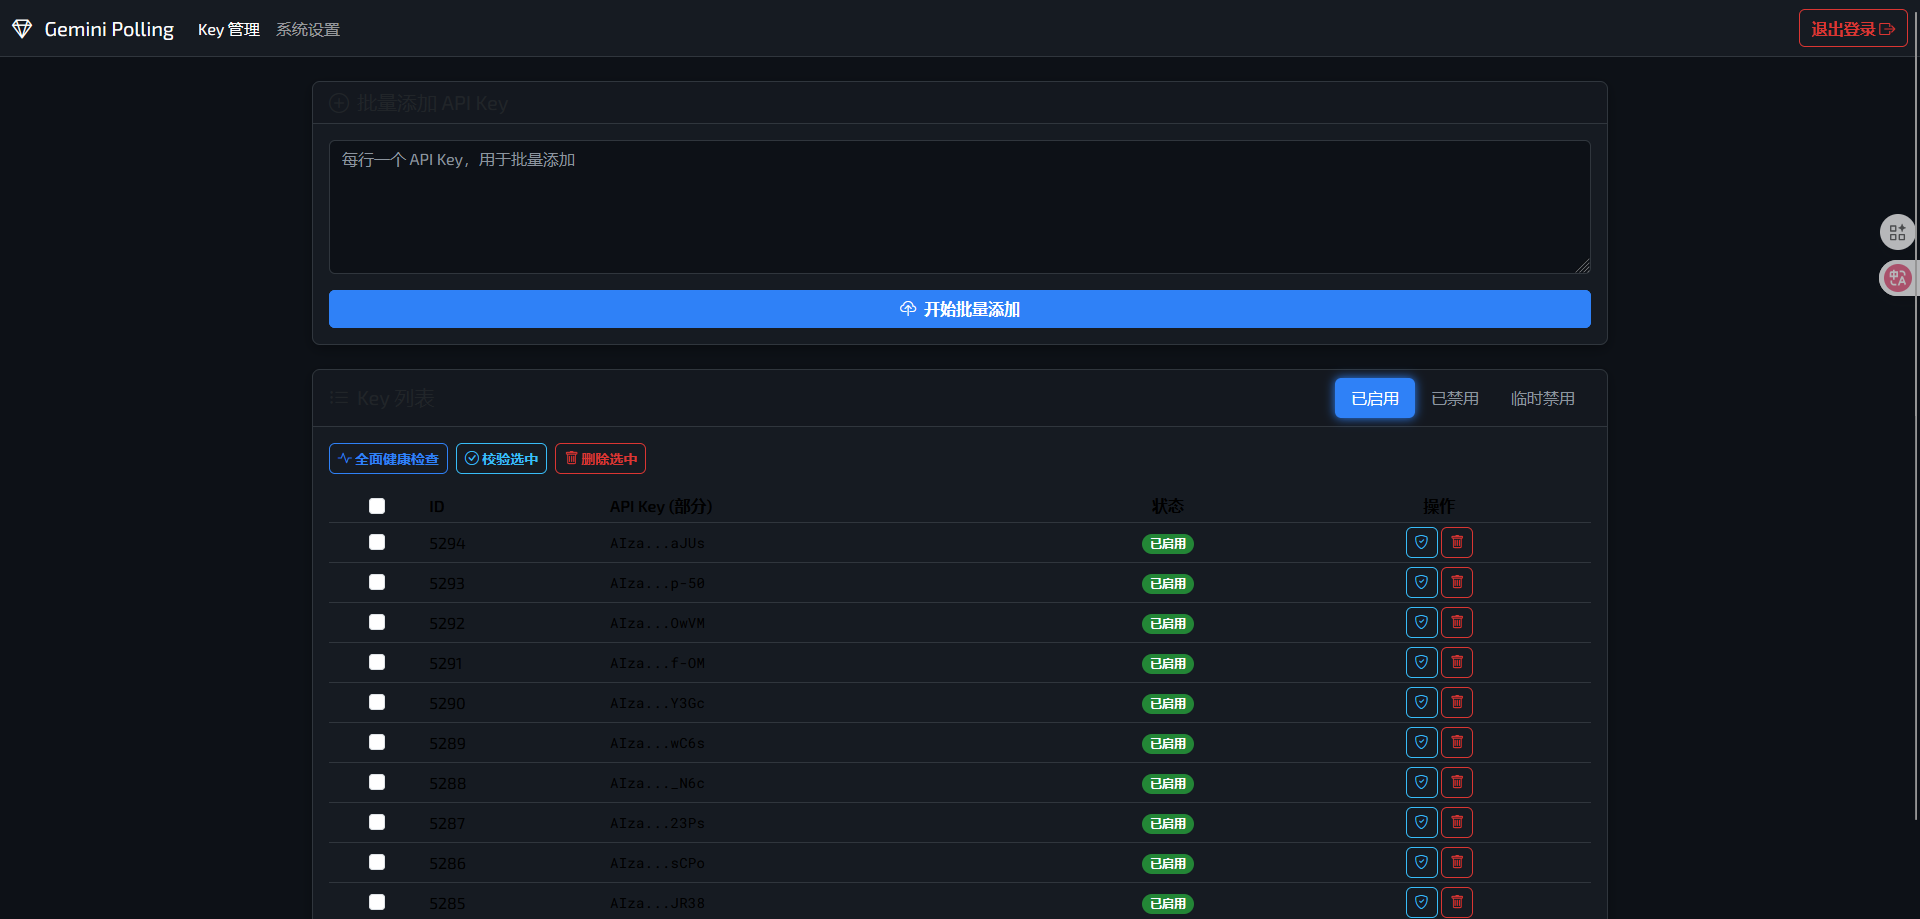 Gemini Polling Key 管理 系统设置 退出登录
批量添加 API Key
每行一个 API Key，用于批量添加
开始批量添加
Key 列表 已启用 已禁用 临时禁用
全面健康检查 校验选中 删除选中
ID API Key (部分) 状态 操作
5294 AIza...aJUs 已启用
5293 AIza...p-50 已启用
5292 AIza...OwVM 已启用
5291 AIza...f-OM 已启用
5290 AIza...Y3Gc 已启用
5289 AIza...wC6s 已启用
5288 AIza..._N6c 已启用
5287 AIza...23Ps 已启用
5286 AIza...sCPo 已启用
5285 AIza...JR38 已启用